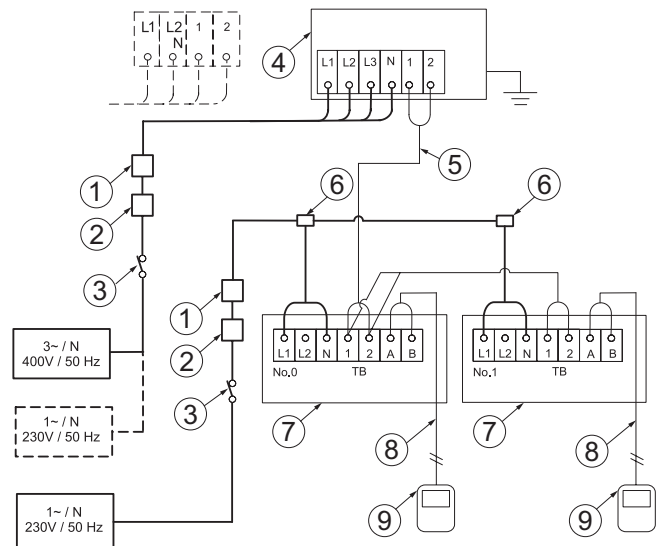 L1 L2 N 1 2
4
L1 L2 L3 N 1 2
1
2
3
5
6
6
1
2
3
3~ / N
400V / 50 Hz
1~ / N
230V / 50 Hz
1~ / N
230V / 50 Hz
L1 L2 N 1 2 A B
No.0 TB
L1 L2 N 1 2 A B
No.1 TB
7
7
8
8
9
9